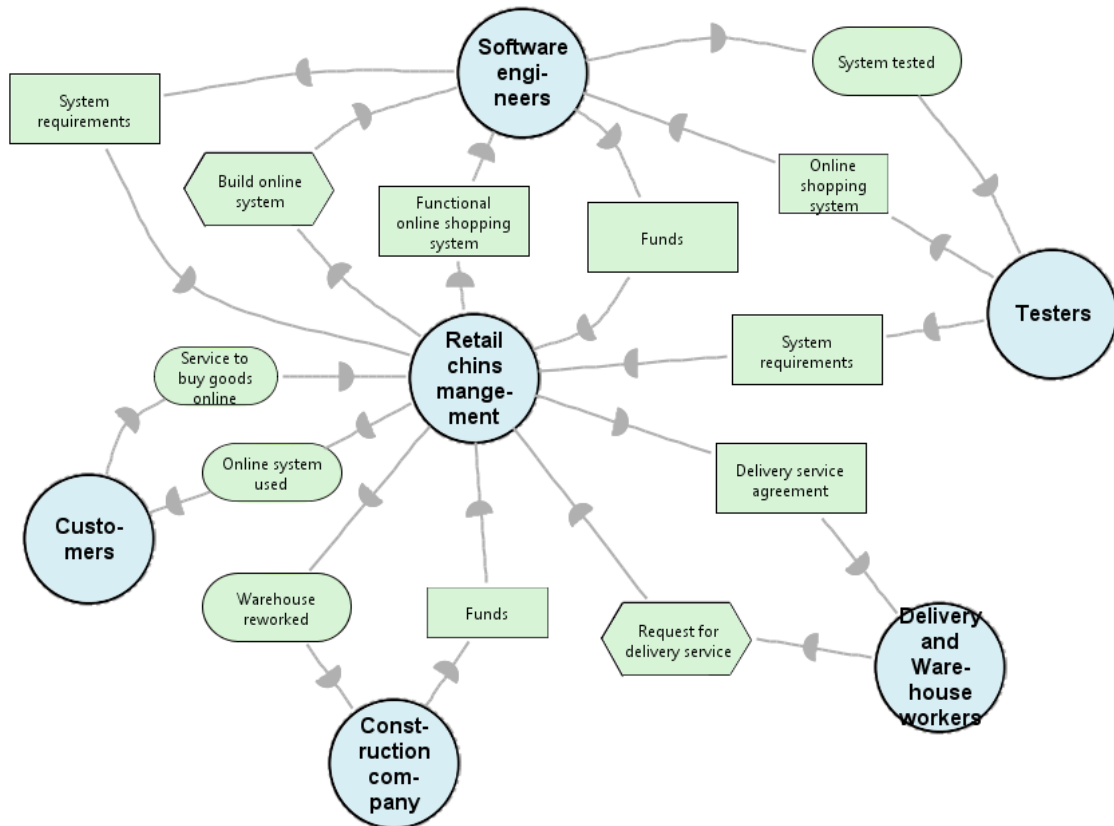 Software
engi-
neers
System tested
System
requirements
Build online
system
Functional
online shopping
system
Funds
Online
shopping
system
Testers
Retail
chins
mange-
ment
System
requirements
Service to
buy goods
online
Online system
used
Delivery service
agreement
Custo-
mers
Warehouse
reworked
Funds
Request for
delivery service
Delivery
and
Ware-
house
workers
Const-
ruction
com-
pany